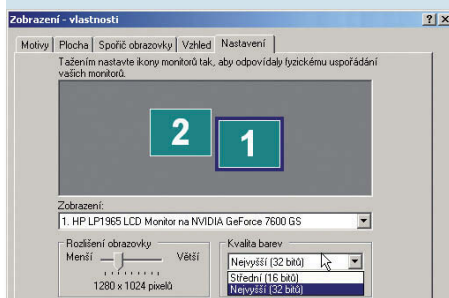 Zobrazení - vlastnosti
Motivy Plocha Spořič obrazovky Vzhled Nastavení
Tažením nastavte ikony monitorů tak, aby odpovídaly fyzickému uspořádání
vašich monitorů.
2
1
Zobrazení:
1. HP LP1965 LCD Monitor na NVIDIA GeForce 7600 GS
Rozlišení obrazovky
Menší Větší
1280 x 1024 pixelů
Kvalita barev
Nejvyšší (32 bitů)
Střední (16 bitů)
Nejvyšší (32 bitů)